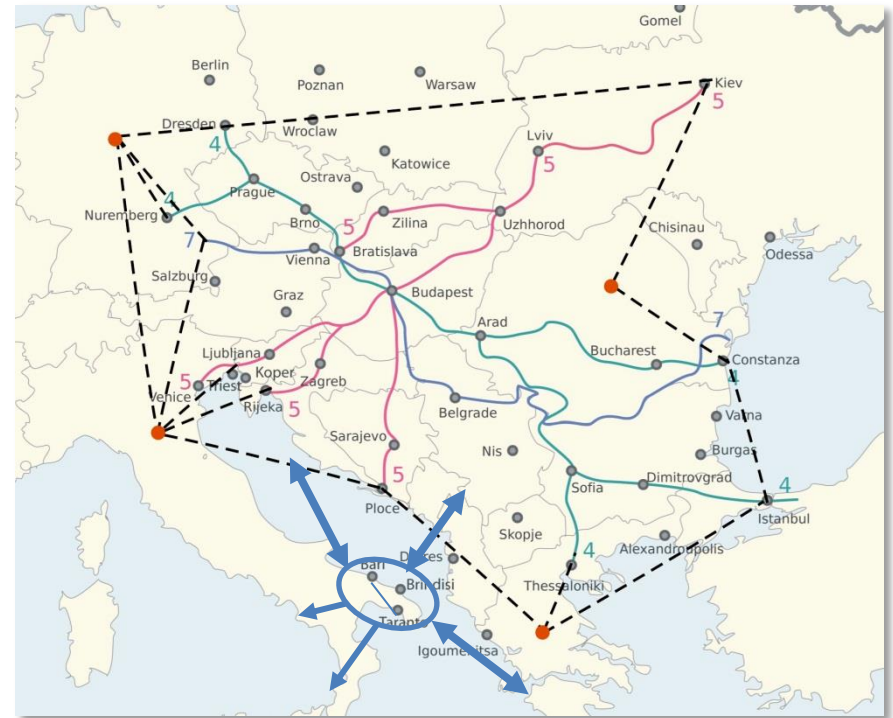 Gomel
Berlin
Poznan
Warsaw
Kiev
5
Dresden
4
Wroclaw
Lviv
5
Katowice
Ostrava
Prague
4
Nuremberg
Brno
5
Zilina
Uzhhorod
Chisinau
Odessa
7
Vienna
Bratislava
Salzburg
Graz
Budapest
Arad
7
Ljubljana
Bucharest
Constanza
4
5
Triest
Koper
Zagreb
Venice
Rijeka
5
Belgrade
Varna
Sarajevo
Nis
Burgas
5
Sofia
Dimitrovgrad
4
Ploce
Istanbul
Skopje
4
Alexandroupolis
Durres
Bari
Brindisi
Thessaloniki
Taranto
Igoumenitsa